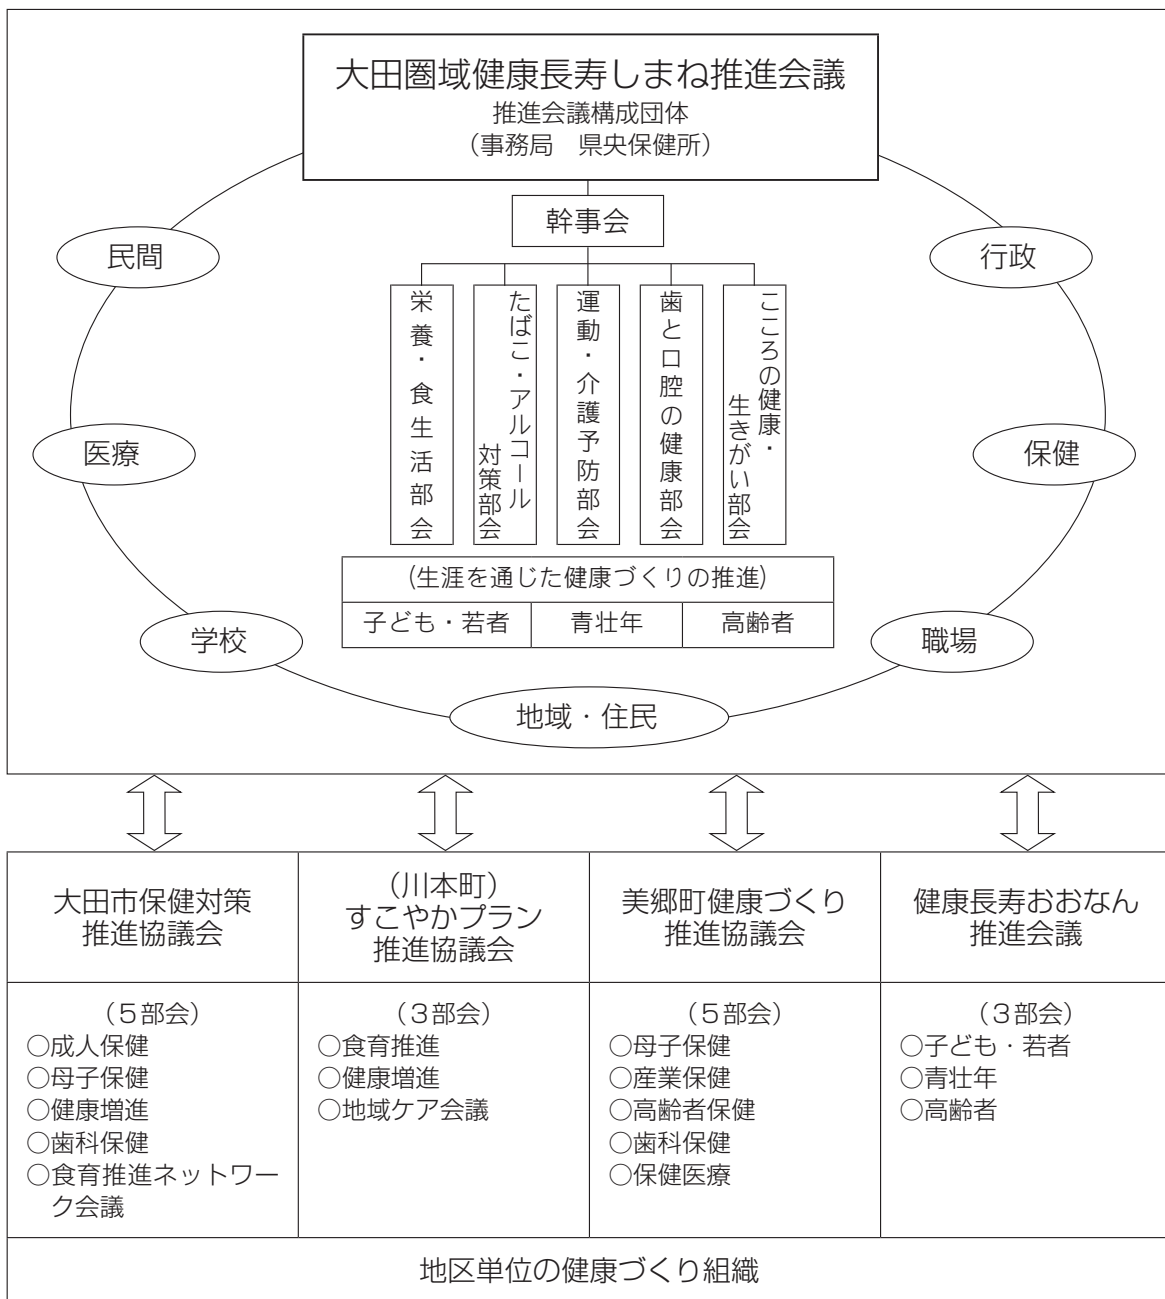 大田圏域健康長寿しまね推進会議
推進会議構成団体
(事務局　県央保健所)
幹事会
民間
行政
栄養・食生活部会
たばこ・アルコール
対策部会
運動・介護予防部会
歯と口腔の健康部会
こころの健康・
生きがい部会
医療
保健
(生涯を通じた健康づくりの推進)
子ども・若者
青壮年
高齢者
学校
職場
地域・住民
大田市保健対策
推進協議会
(川本町)
すこやかプラン
推進協議会
美郷町健康づくり
推進協議会
健康長寿おおなん
推進会議
(5部会)
○成人保健
○母子保健
○健康増進
○歯科保健
○食育推進ネットワー
ク会議
(3部会)
○食育推進
○健康増進
○地域ケア会議
(5部会)
○母子保健
○産業保健
○高齢者保健
○歯科保健
○保健医療
(3部会)
○子ども・若者
○青壮年
○高齢者
地区単位の健康づくり組織